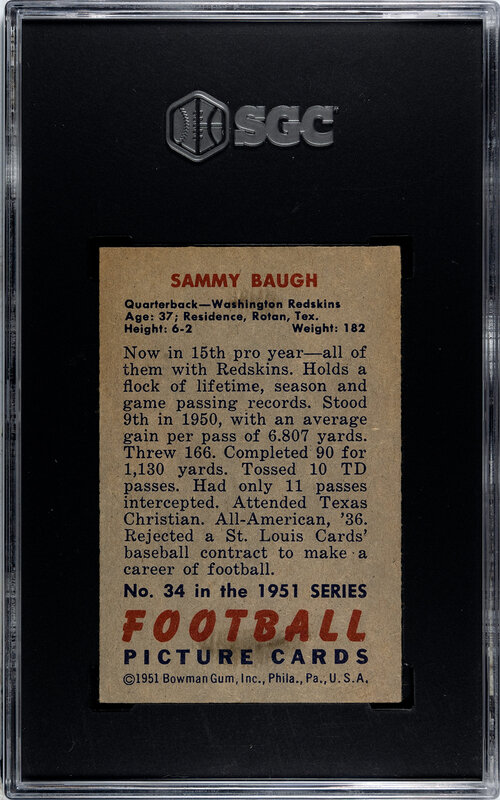 SGC
SAMMY BAUGH
Quarterback—Washington Redskins
Age: 37; Residence, Rotan, Tex.
Height: 6-2 Weight: 182
Now in 15th pro year—all of
them with Redskins. Holds a
flock of lifetime, season and
game passing records. Stood
9th in 1950, with an average
gain per pass of 6.807 yards.
Threw 166. Completed 90 for
1,130 yards. Tossed 10 TD
passes. Had only 11 passes
intercepted. Attended Texas
Christian. All-American, '36.
Rejected a St. Louis Cards'
baseball contract to make a
career of football.
No. 34 in the 1951 SERIES
FOOTBALL
PICTURE CARDS
©1951 Bowman Gum, Inc., Phila., Pa., U.S.A.